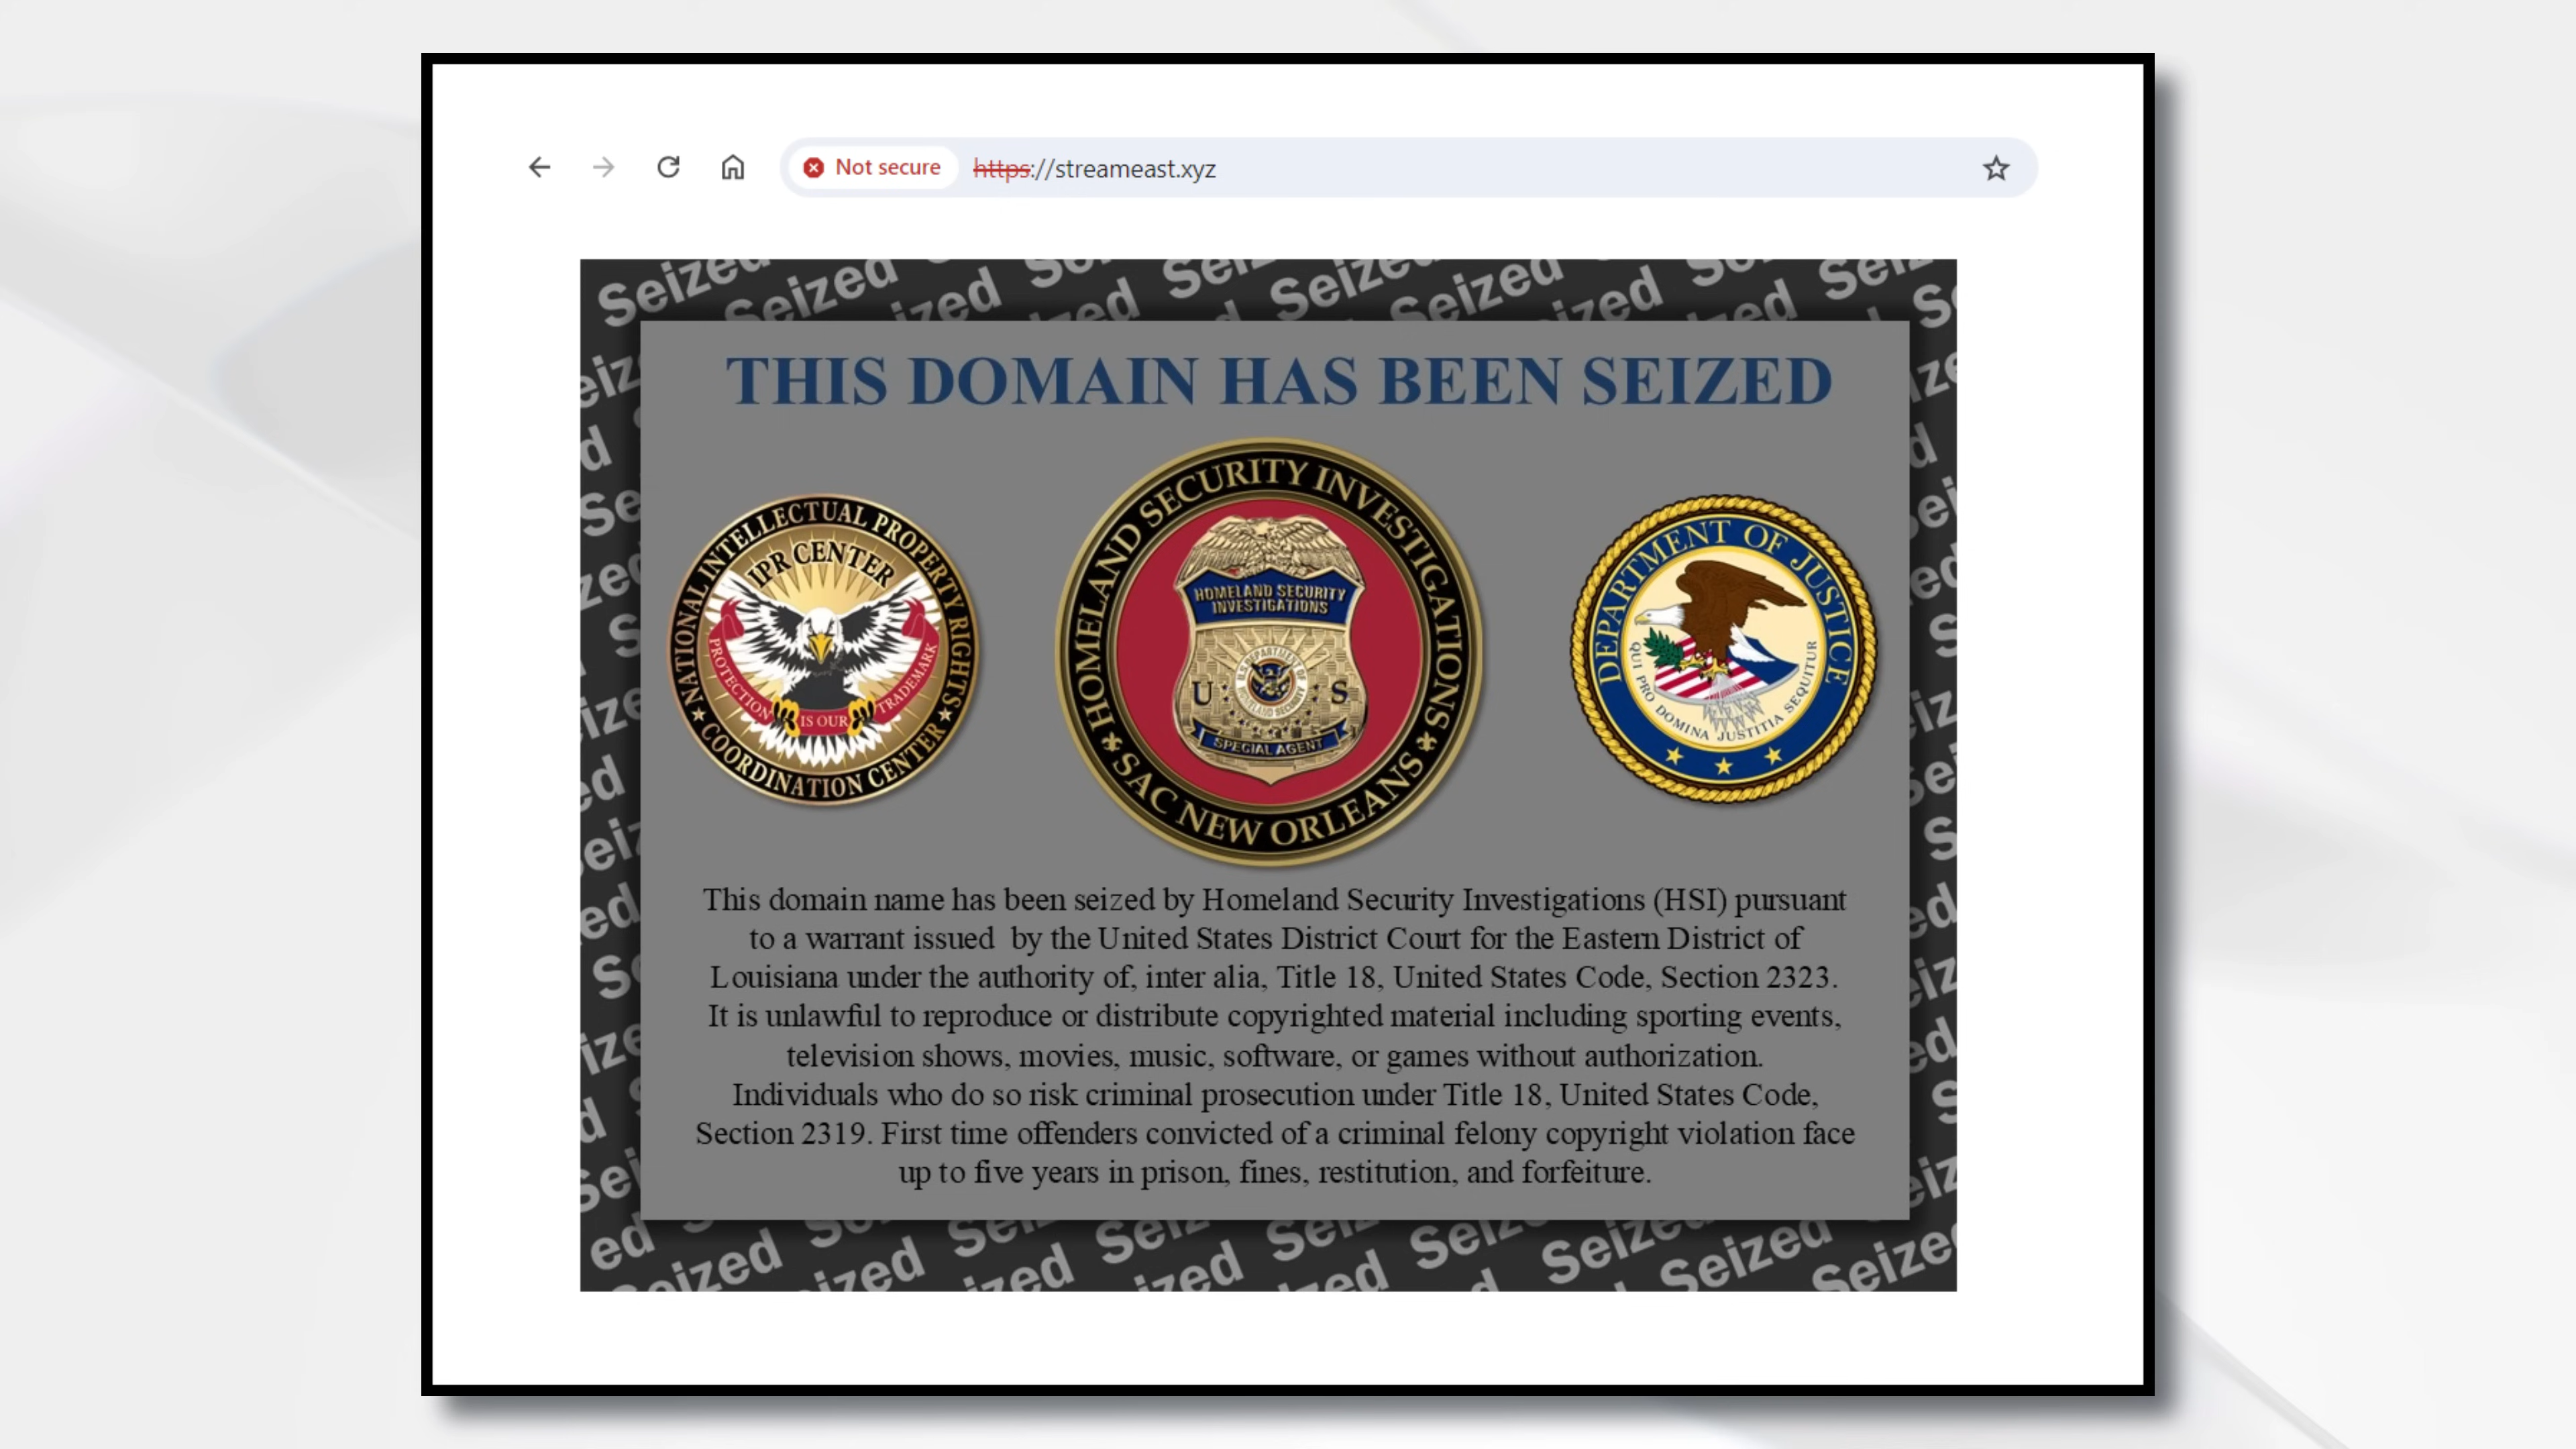 Not secure https://streameast.xyz
THIS DOMAIN HAS BEEN SEIZED
NATIONAL INTELLECTUAL PROPERTY RIGHTS
COORDINATION CENTER
IPR CENTER
PROTECTION IS OUR TRADEMARK
HOMELAND SECURITY INVESTIGATIONS
SAC NEW ORLEANS
HOMELAND SECURITY
INVESTIGATIONS
U S
SPECIAL AGENT
DEPARTMENT OF JUSTICE
QUI PRO DOMINA JUSTITIA SEQUITUR
This domain name has been seized by Homeland Security Investigations (HSI) pursuant
to a warrant issued by the United States District Court for the Eastern District of
Louisiana under the authority of, inter alia, Title 18, United States Code, Section 2323.
It is unlawful to reproduce or distribute copyrighted material including sporting events,
television shows, movies, music, software, or games without authorization.
Individuals who do so risk criminal prosecution under Title 18, United States Code,
Section 2319. First time offenders convicted of a criminal felony copyright violation face
up to five years in prison, fines, restitution, and forfeiture.